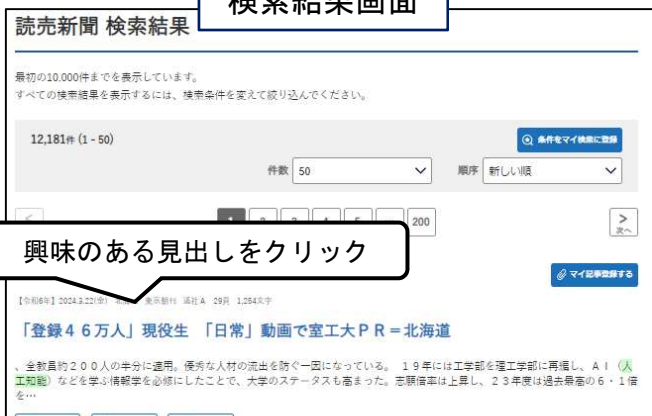 検索結果画面
読売新聞 検索結果
最初の10,000件までを表示しています。
すべての検索結果を表示するには、検索条件を変えて絞り込んでください。
12,181件 (1 - 50)
条件をマイ検索に登録
件数 50 順序 新しい順
1 2 3 4 5 … 200 >
次へ
興味のある見出しをクリック
マイ記事登録する
【令和6年】2024.3.22(金) 東京朝刊 29頁 1,254文字
「登録46万人」現役生 「日常」動画で室工大PR=北海道
、全教員約200人の半分に適用。優秀な人材の流出を防ぐ一因になっている。 19年には工学部を理工学部に再編し、AI(人
工知能)などを学ぶ情報学を必修にしたことで、大学のステータスも高まった。志願倍率は上昇し、23年度は過去最高の6・1倍
を…